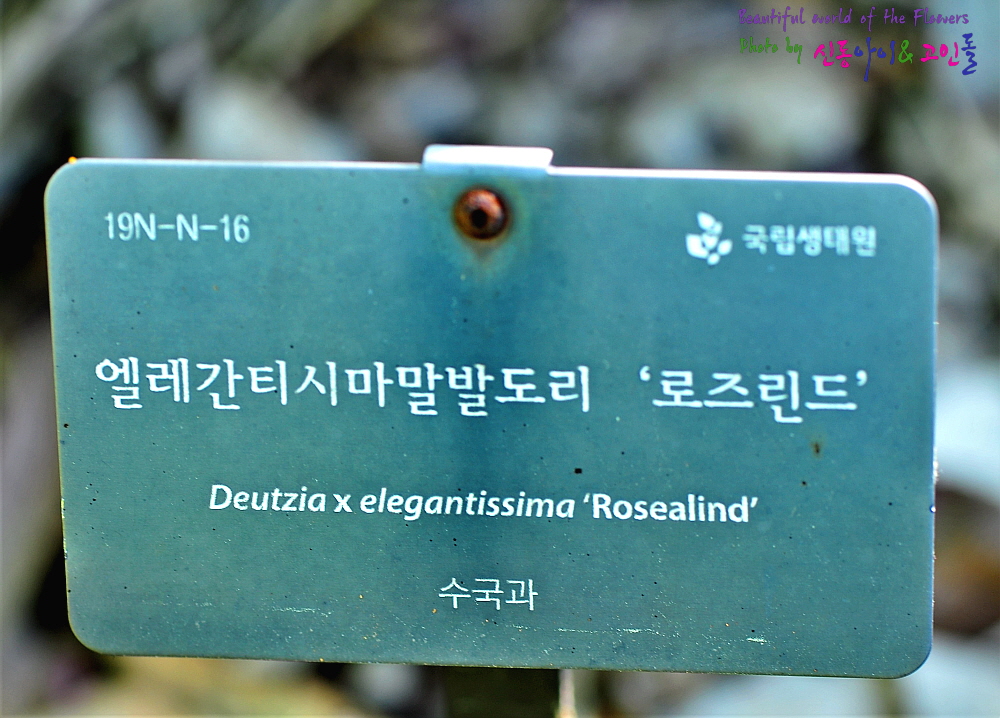 Beautiful world of the Flowers
Photo by 신동아이& 고인돌
19N-N-16
국립생태원
엘레간티시마말발도리 ‘로즈린드’
Deutzia x elegantissima ‘Rosealind’
수국과